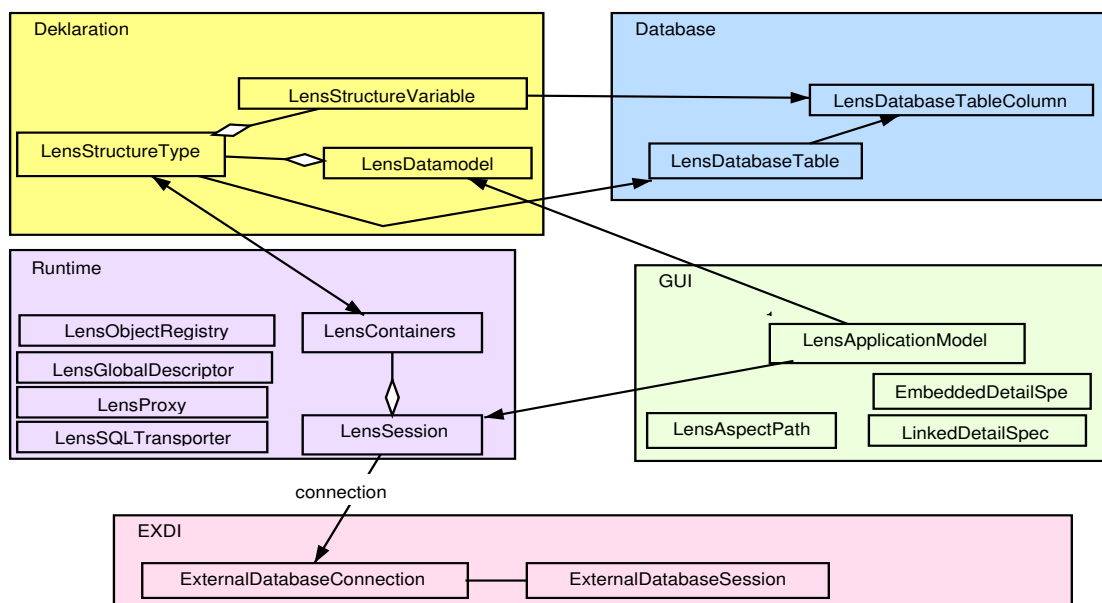 Deklaration
LensStructureVariable
LensStructureType
LensDatamodel
Database
LensDatabaseTableColumn
LensDatabaseTable
Runtime
LensObjectRegistry
LensGlobalDescriptor
LensProxy
LensSQLTransporter
LensContainers
LensSession
GUI
LensApplicationModel
EmbeddedDetailSpe
LensAspectPath
LinkedDetailSpec
connection
EXDI
ExternalDatabaseConnection
ExternalDatabaseSession